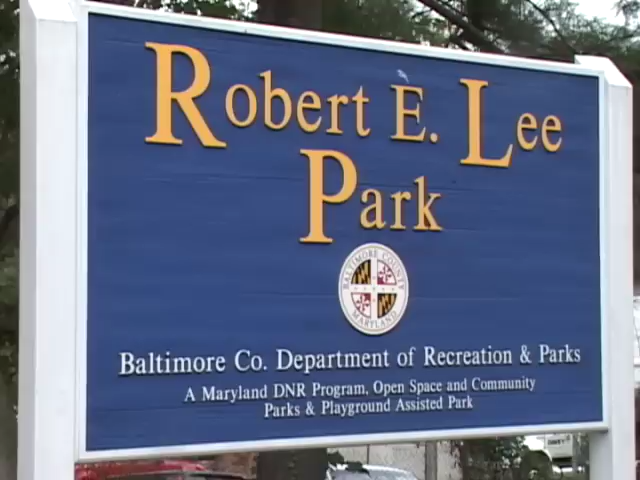 Robert E. Lee
Park
BALTIMORE COUNTY
MARYLAND
Baltimore Co. Department of Recreation & Parks
A Maryland DNR Program, Open Space and Community
Parks & Playground Assisted Park